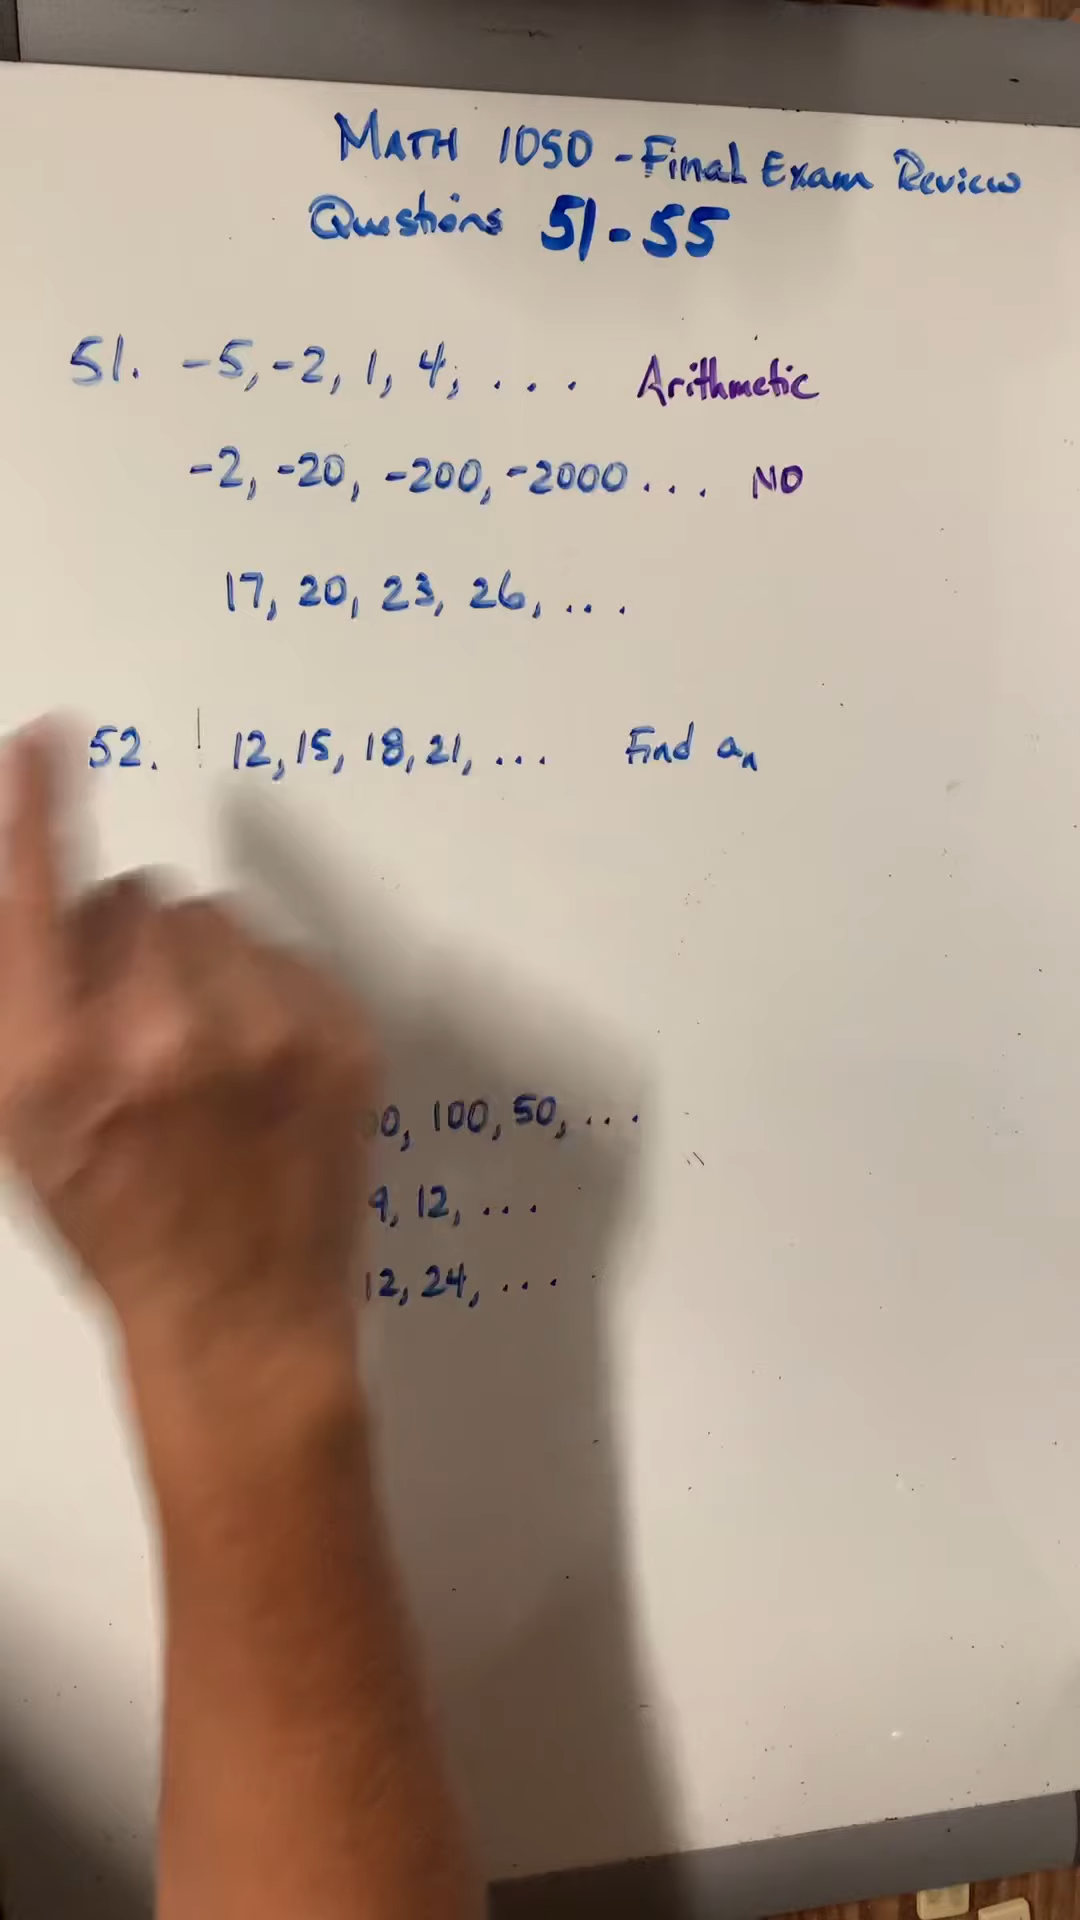 MATH 1050 - Final Exam Review
Questions 51-55
51. -5, -2, 1, 4, ... Arithmetic
-2, -20, -200, -2000 ... NO
17, 20, 23, 26, ...
52. 12, 15, 18, 21, ... Find aₙ
100, 50, ...
9, 12, ...
12, 24, ...